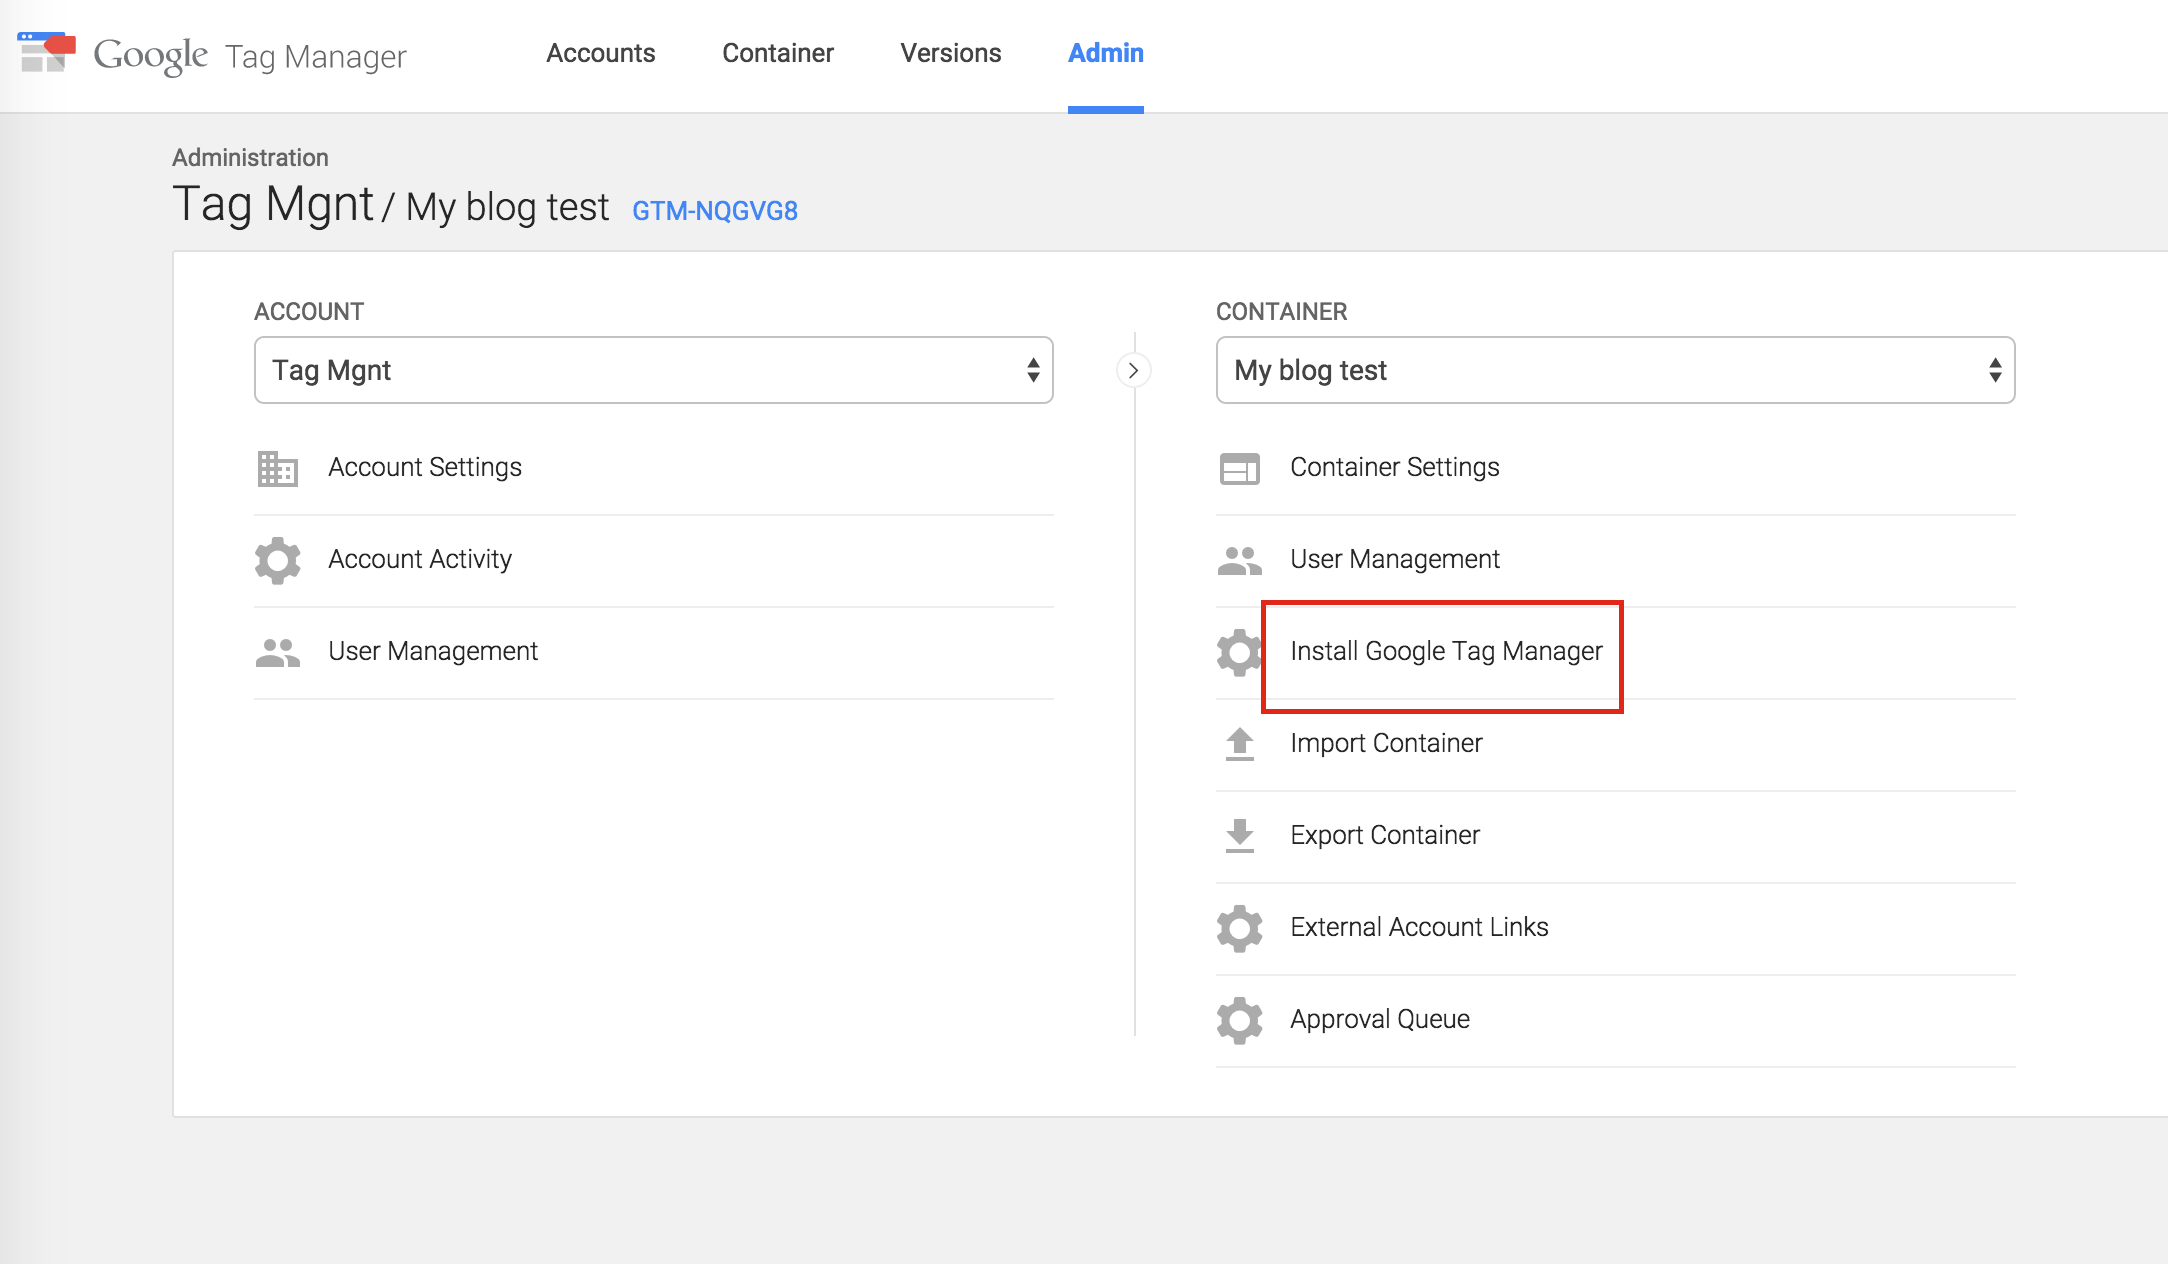 Google Tag Manager
Accounts
Container
Versions
Admin
Administration
Tag Mgnt / My blog test GTM-NQGVG8
ACCOUNT
Tag Mgnt
Account Settings
Account Activity
User Management
CONTAINER
My blog test
Container Settings
User Management
Install Google Tag Manager
Import Container
Export Container
External Account Links
Approval Queue